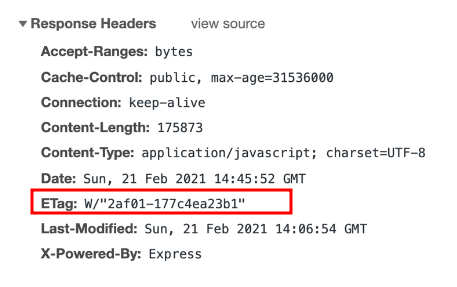 Response Headers view source
Accept-Ranges: bytes
Cache-Control: public, max-age=31536000
Connection: keep-alive
Content-Length: 175873
Content-Type: application/javascript; charset=UTF-8
Date: Sun, 21 Feb 2021 14:45:52 GMT
ETag: W/"2af01-177c4ea23b1"
Last-Modified: Sun, 21 Feb 2021 14:06:54 GMT
X-Powered-By: Express